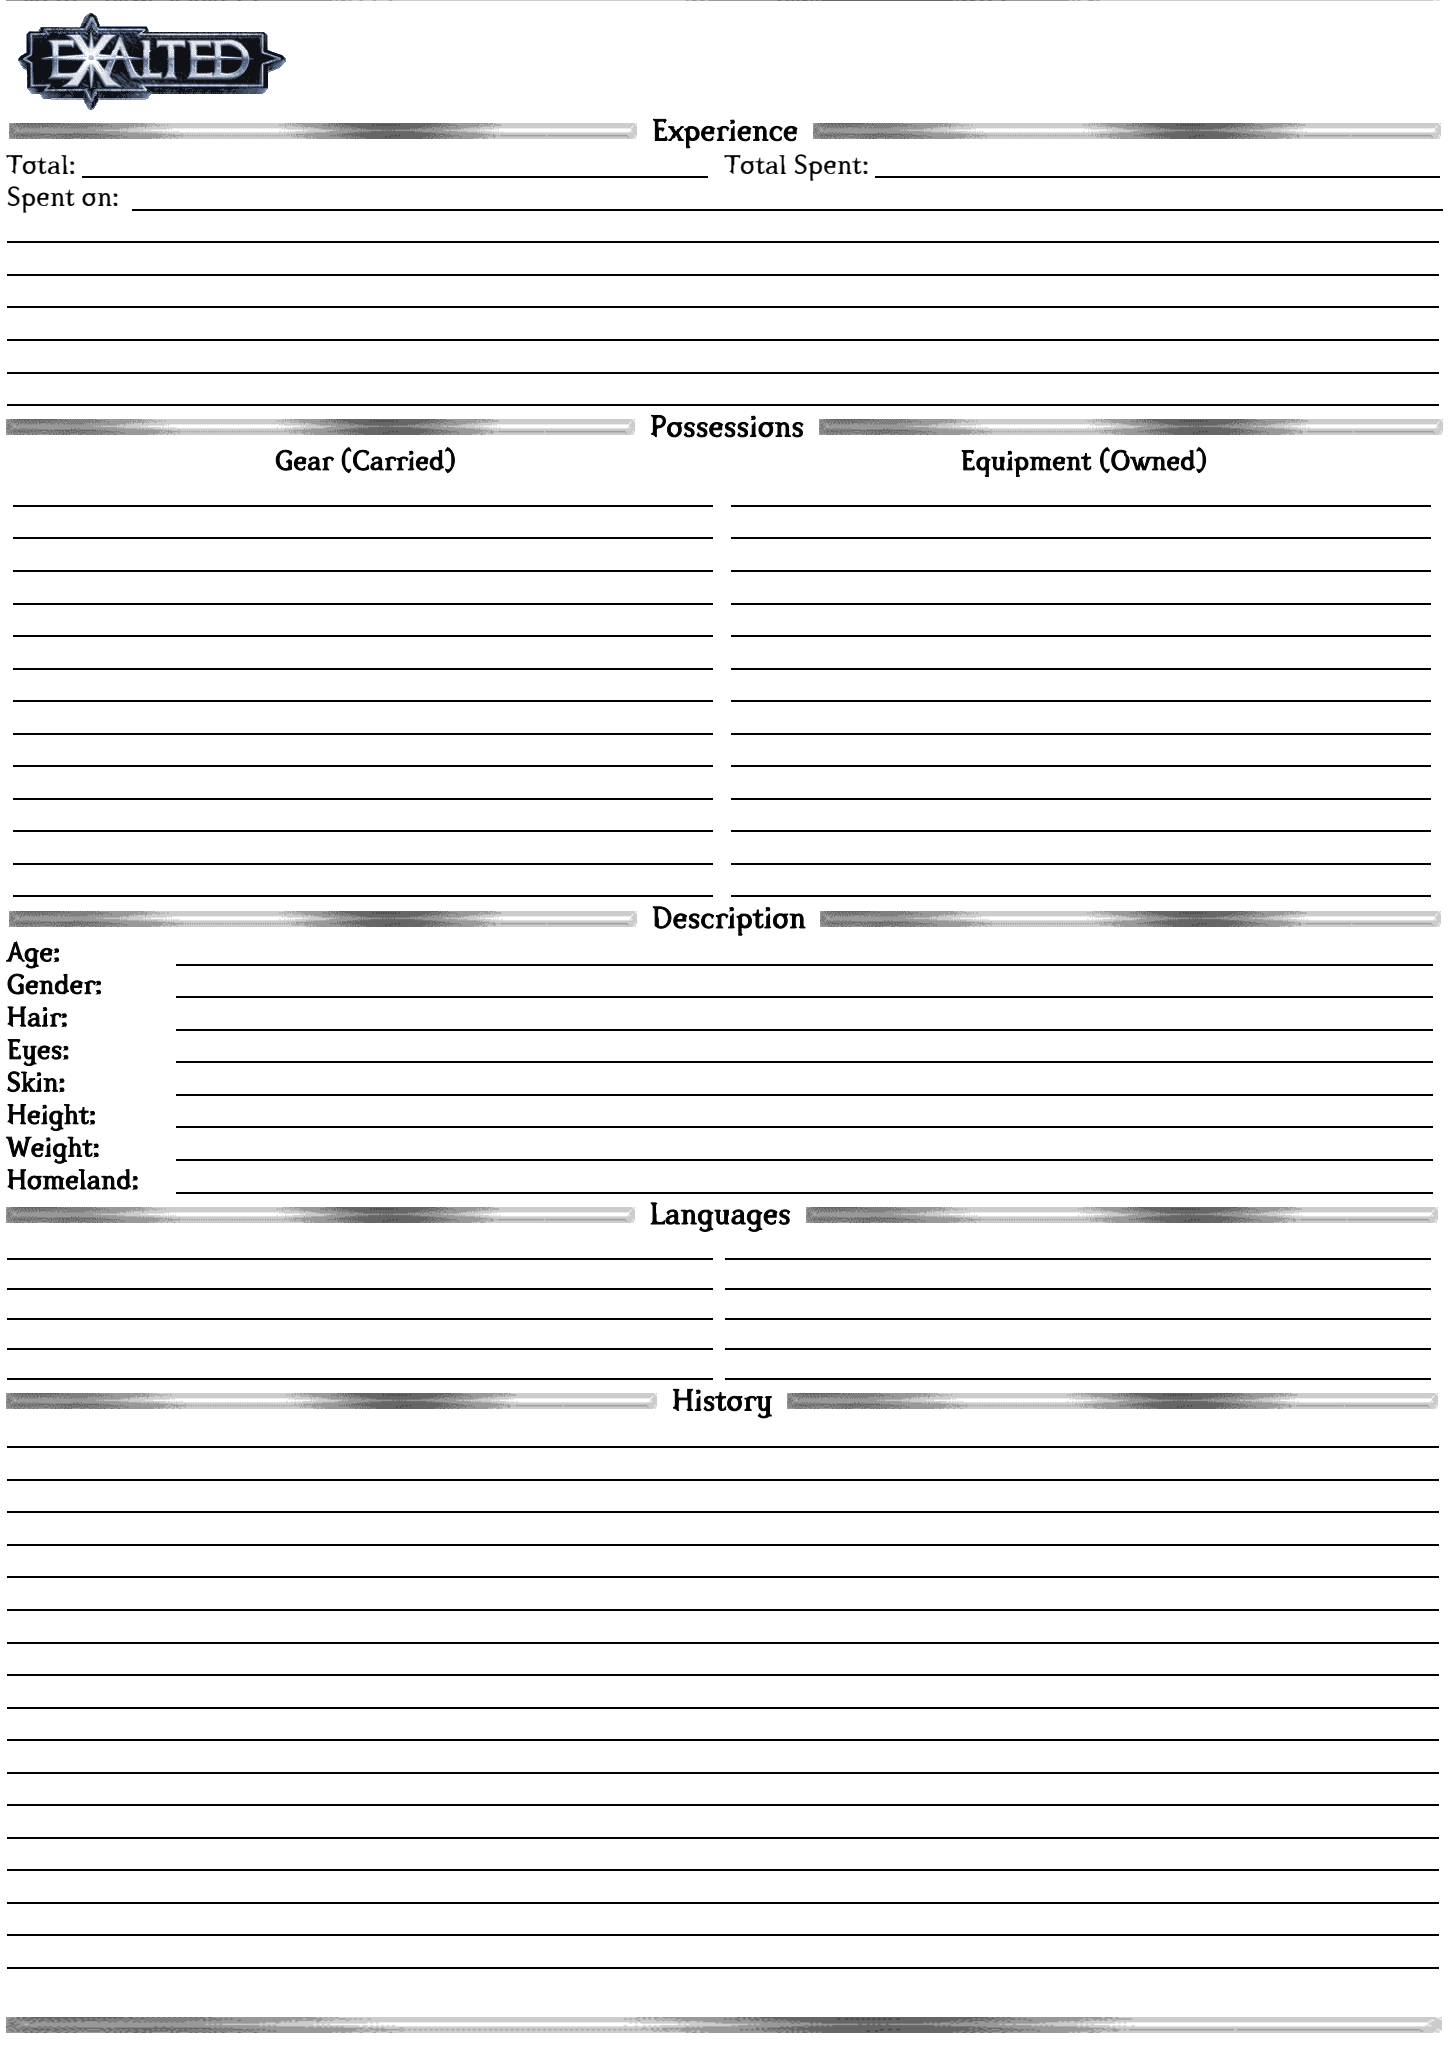 EXALTED
Experience
Total: Total Spent:
Spent on:
Possessions
Gear (Carried) Equipment (Owned)
Description
Age:
Gender:
Hair:
Eyes:
Skin:
Height:
Weight:
Homeland:
Languages
History